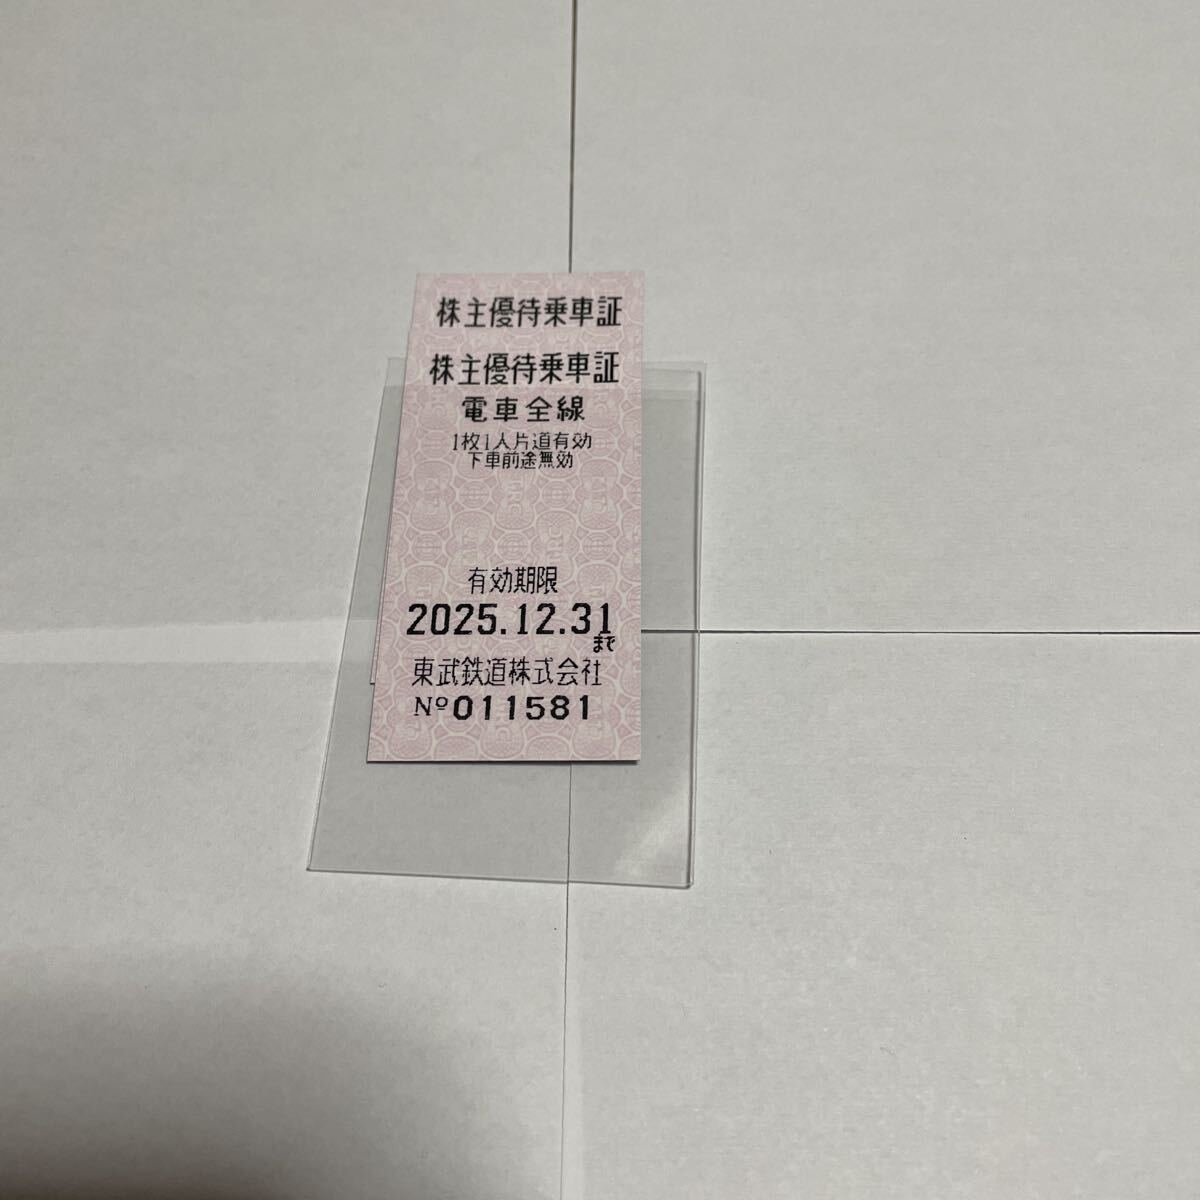 株主優待乗車証
株主優待乗車証
電車全線
1枚1人片道有効
下車前途無効
有効期限
2025.12.31
まで
東武鉄道株式会社
Nº011581